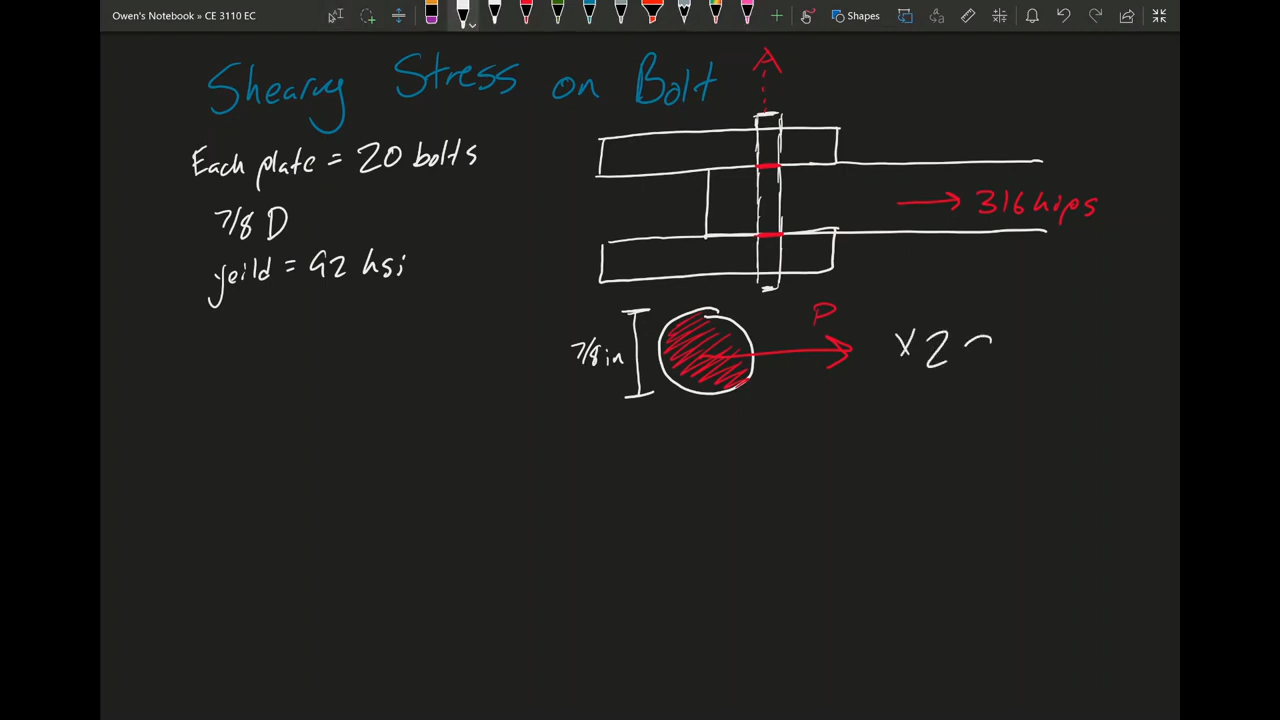 Owen's Notebook » CE 3110 EC
Shapes
Shearing Stress on Bolt
A
Each plate = 20 bolts
7/8 D
yeild = 92 ksi
316 kips
P
7/8 in
x2